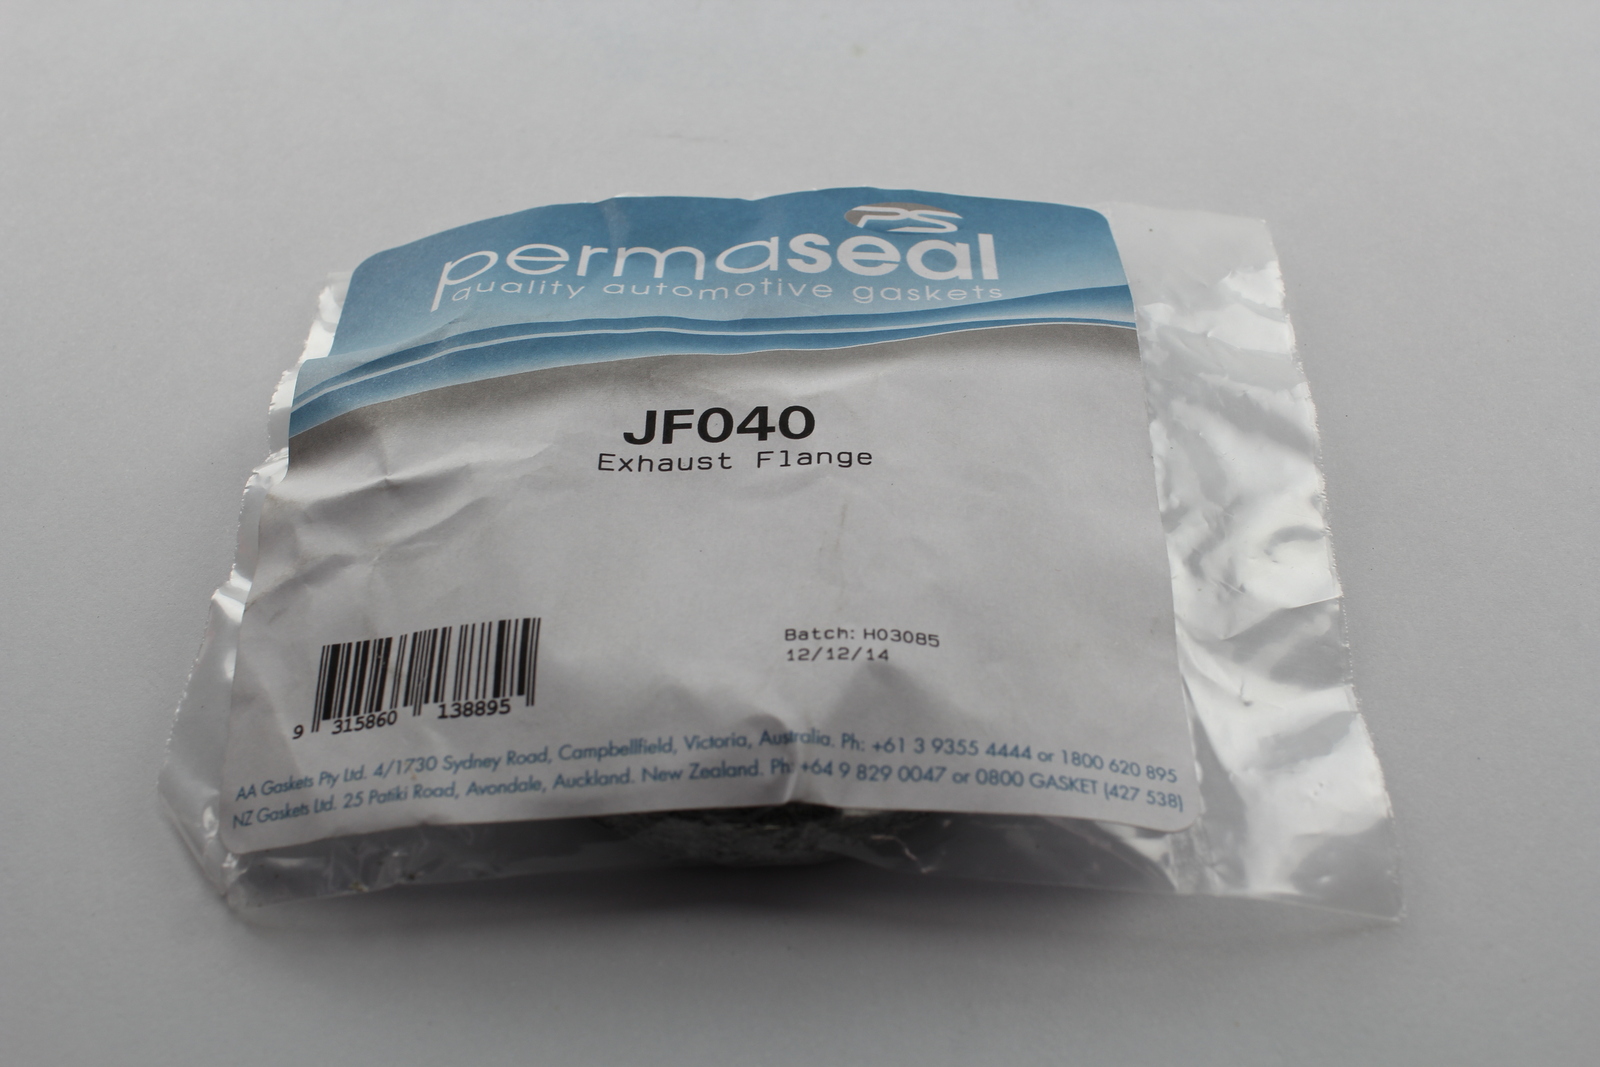 PS
permaseal
quality automotive gaskets
JF040
Exhaust Flange
Batch: H03085
12/12/14
9 315860 138895
AA Gaskets Pty Ltd. 4/1730 Sydney Road, Campbellfield, Victoria, Australia. Ph: +61 3 9355 4444 or 1800 620 895
NZ Gaskets Ltd. 25 Patiki Road, Avondale, Auckland. New Zealand. Ph: +64 9 829 0047 or 0800 GASKET (427 538)